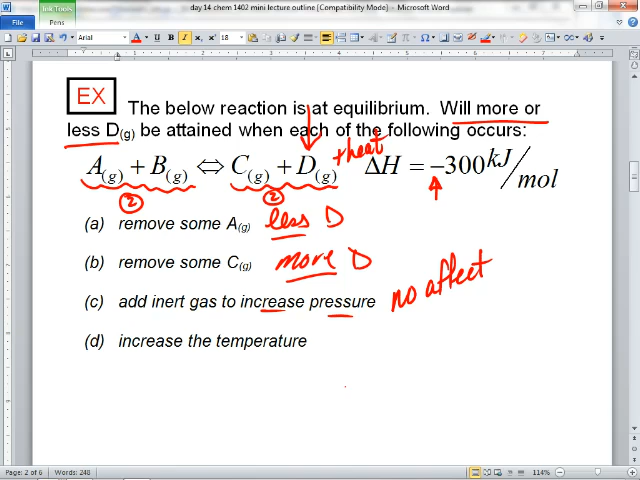 day 14 chem 1402 mini lecture outline [Compatibility Mode] - Microsoft Word
Ink Tools
File
Pens
Arial
18
EX
The below reaction is at equilibrium. Will more or
less D(g) be attained when each of the following occurs:
A(g) + B(g) ⇔ C(g) + D(g) + heat ΔH = −300 kJ/mol
2 2
(a) remove some A(g) less D
(b) remove some C(g) more D
(c) add inert gas to increase pressure no affect
(d) increase the temperature
Page: 2 of 6 Words: 248 114%